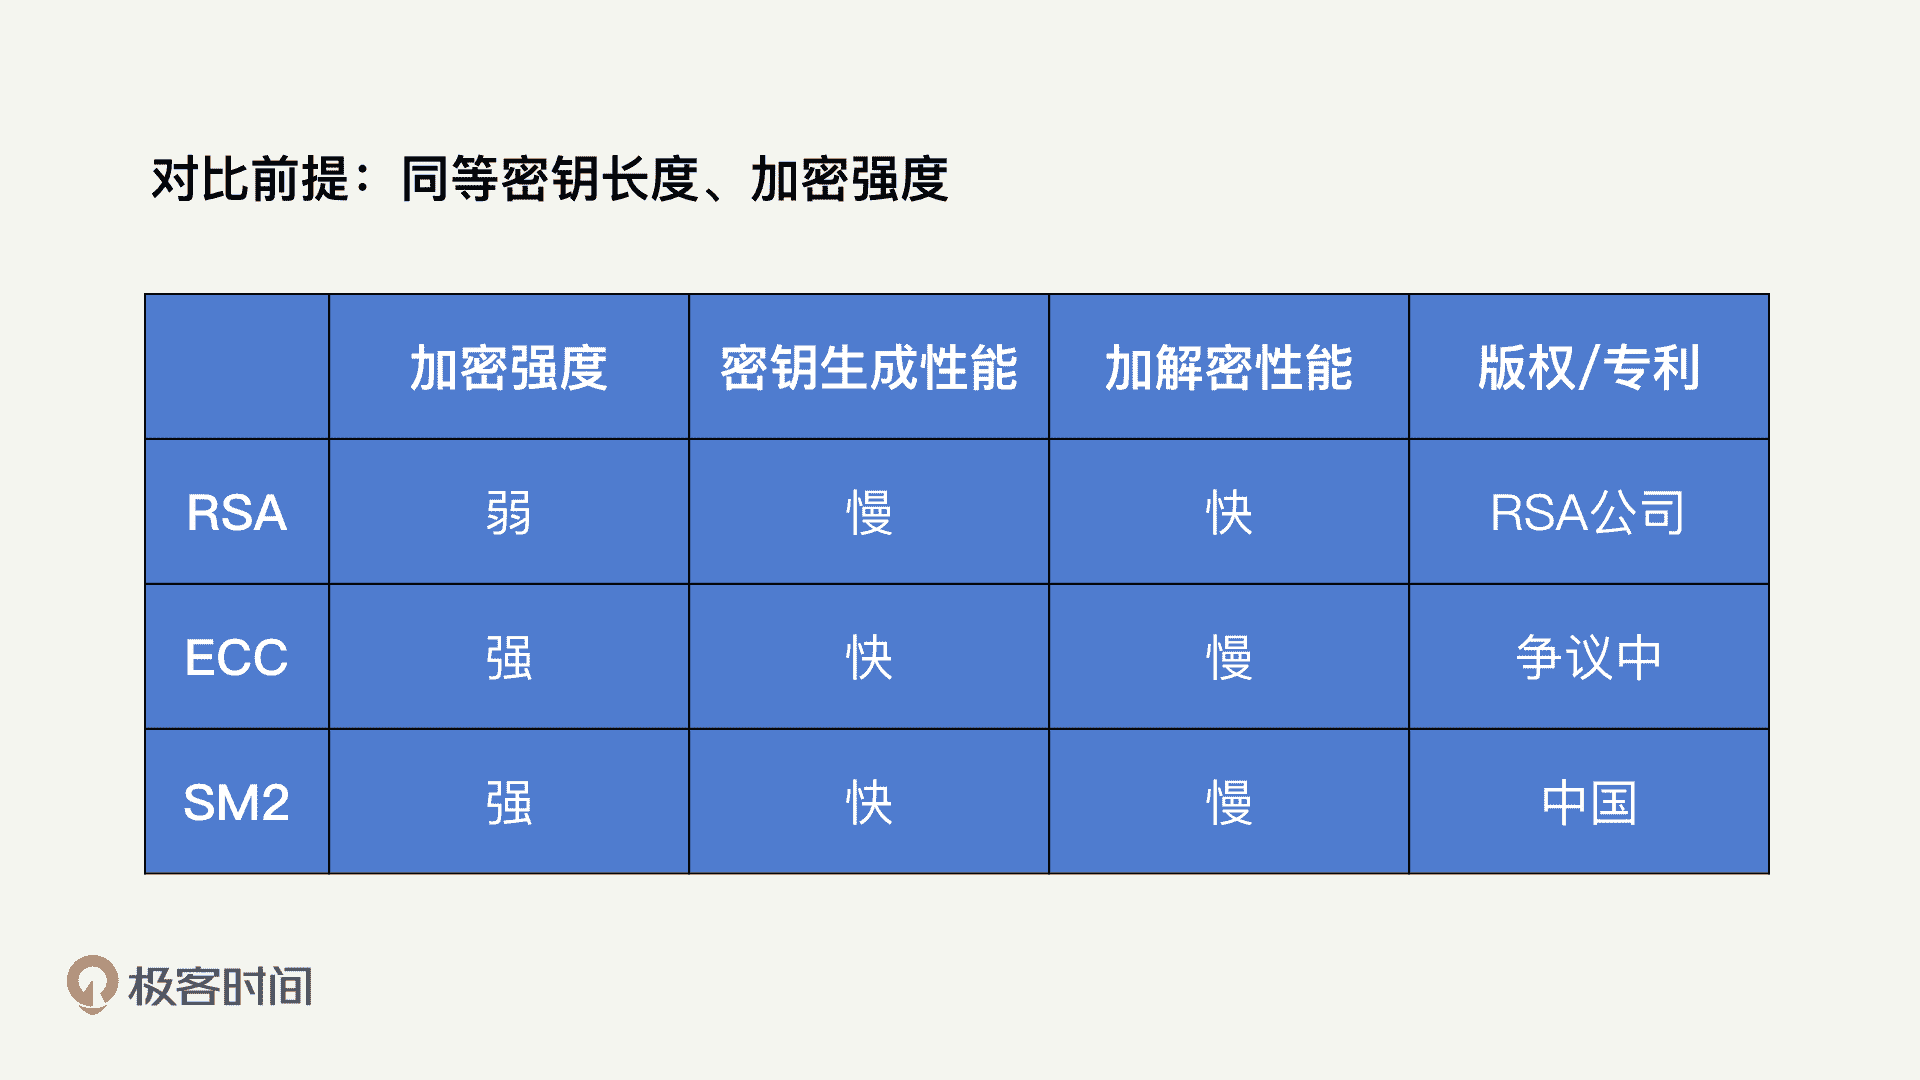 对比前提：同等密钥长度、加密强度
加密强度 密钥生成性能 加解密性能 版权/专利
RSA 弱 慢 快 RSA公司
ECC 强 快 慢 争议中
SM2 强 快 慢 中国
极客时间